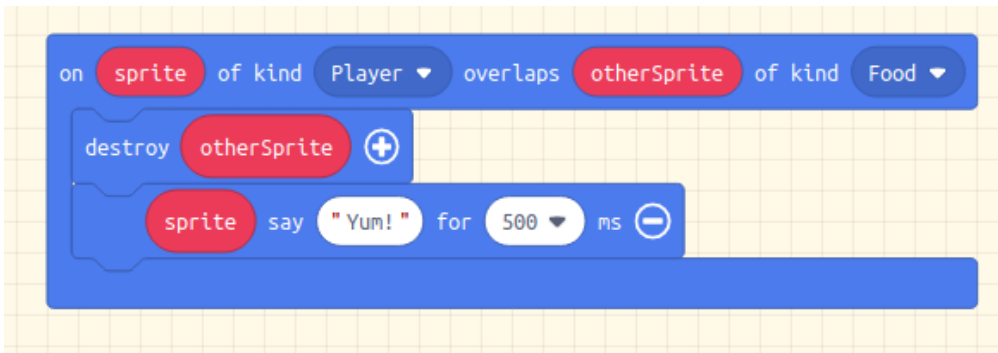 on sprite of kind Player overlaps otherSprite of kind Food
destroy otherSprite
sprite say "Yum!" for 500 ms